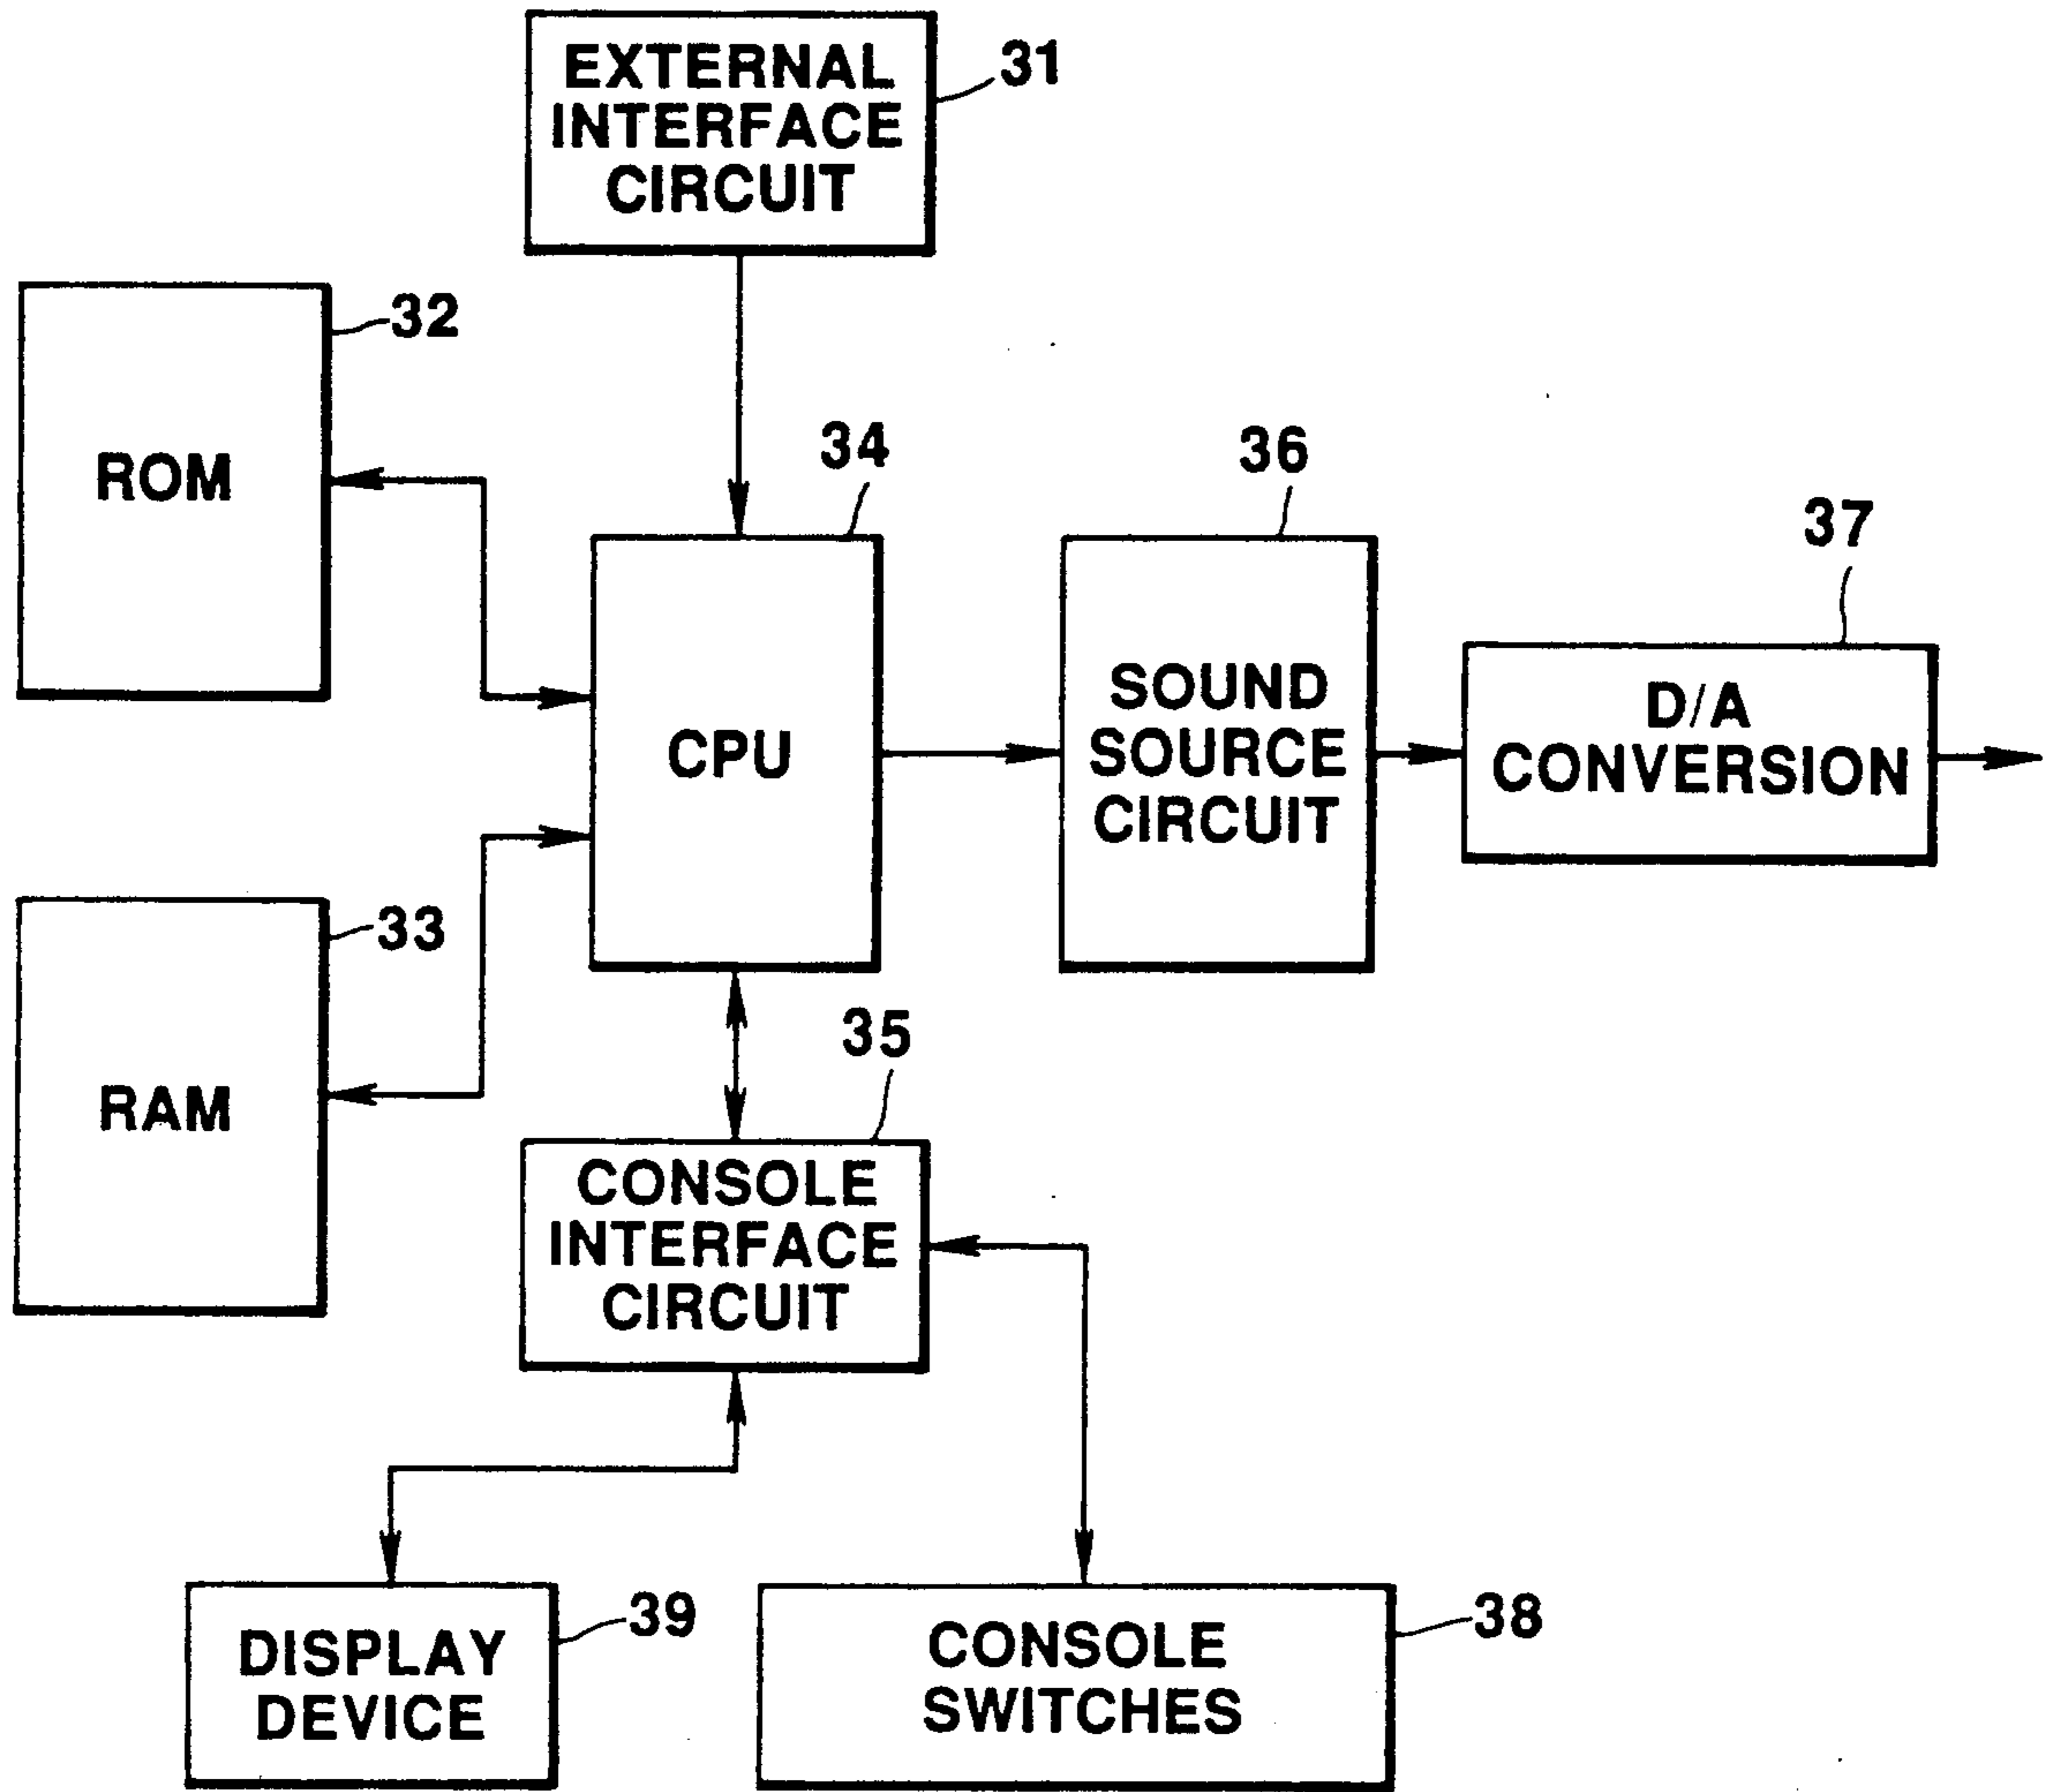 EXTERNAL
INTERFACE
CIRCUIT
31
ROM
32
34
CPU
36
SOUND
SOURCE
CIRCUIT
37
D/A
CONVERSION
RAM
33
35
CONSOLE
INTERFACE
CIRCUIT
DISPLAY
DEVICE
39
CONSOLE
SWITCHES
38